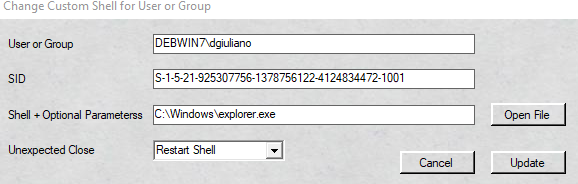 Change Custom Shell for User or Group
User or Group DEBWIN7\dgiuliano
SID S-1-5-21-925307756-1378756122-4124834472-1001
Shell + Optional Parameterss C:\Windows\explorer.exe Open File
Unexpected Close Restart Shell Cancel Update